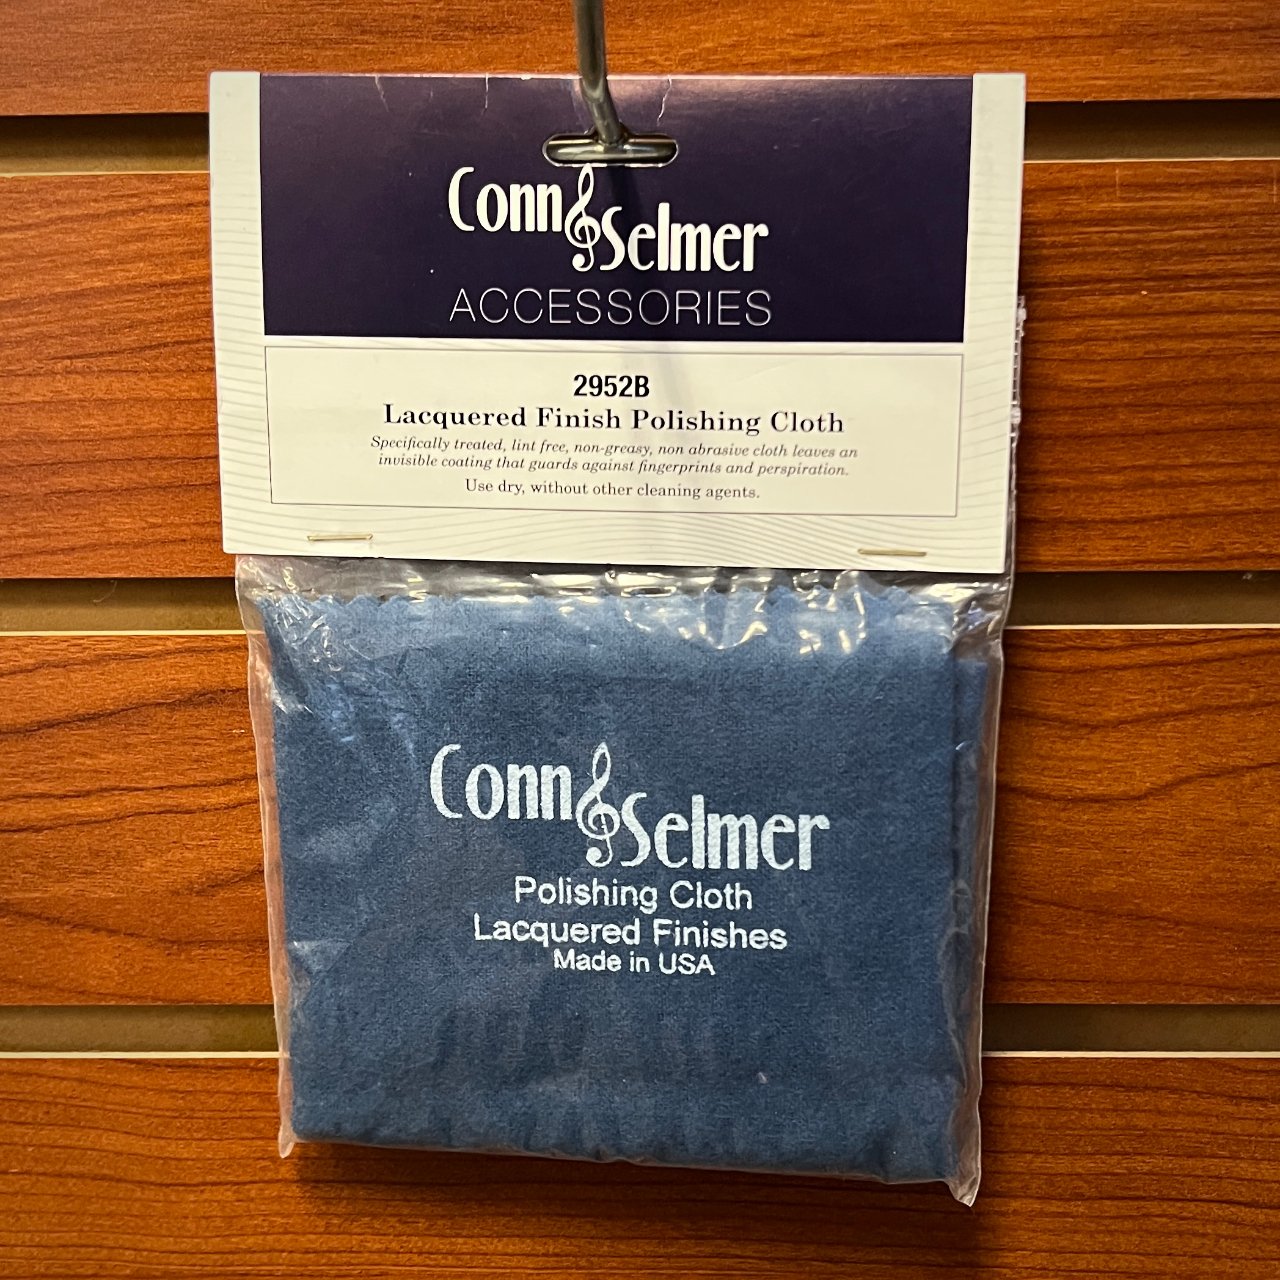 Conn Selmer
ACCESSORIES
2952B
Lacquered Finish Polishing Cloth
Specifically treated, lint free, non-greasy, non abrasive cloth leaves an
invisible coating that guards against fingerprints and perspiration.
Use dry, without other cleaning agents.
Conn Selmer
Polishing Cloth
Lacquered Finishes
Made in USA